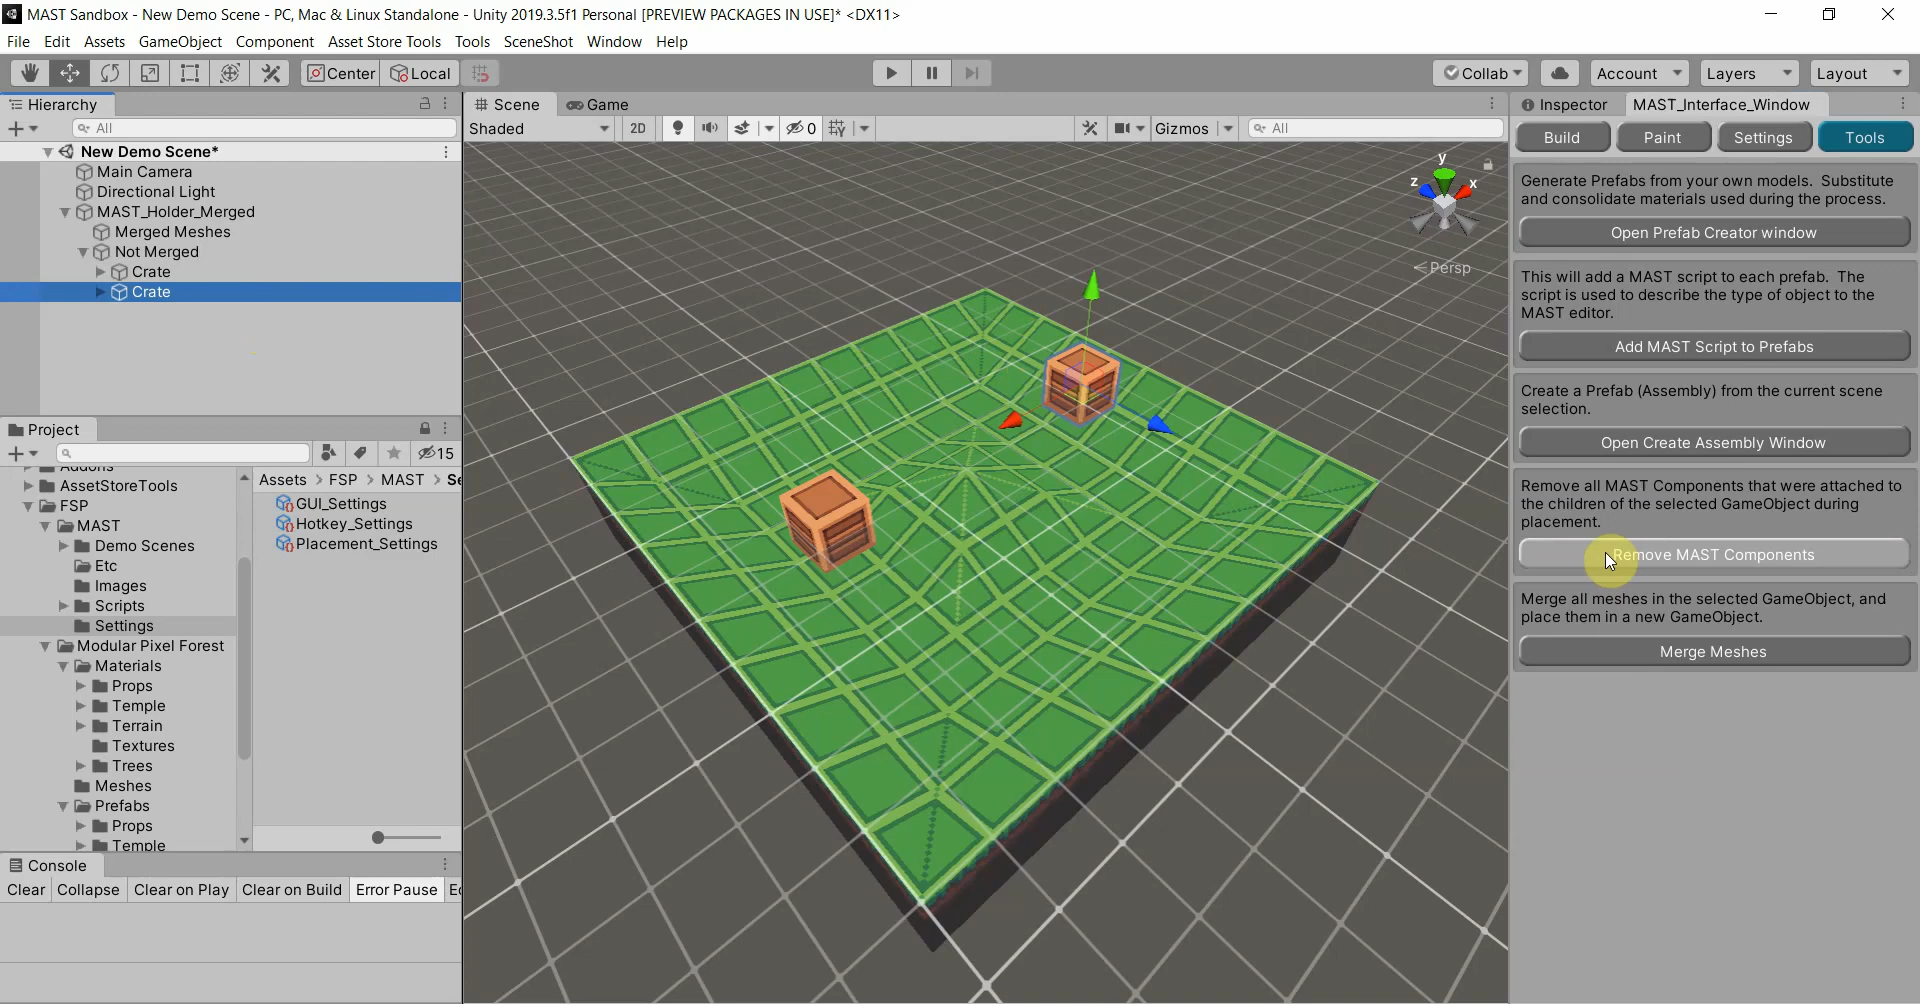 MAST Sandbox - New Demo Scene - PC, Mac & Linux Standalone - Unity 2019.3.5f1 Personal [PREVIEW PACKAGES IN USE]* <DX11>
File Edit Assets GameObject Component Asset Store Tools Tools SceneShot Window Help
Center Local Collab Account Layers Layout
Hierarchy
All
New Demo Scene*
Main Camera
Directional Light
MAST_Holder_Merged
Merged Meshes
Not Merged
Crate
Crate
Project
15
Addons
AssetStoreTools
FSP
MAST
Demo Scenes
Etc
Images
Scripts
Settings
Modular Pixel Forest
Materials
Props
Temple
Terrain
Textures
Trees
Meshes
Prefabs
Props
Temple
Assets > FSP > MAST > Se
GUI_Settings
Hotkey_Settings
Placement_Settings
Console
Clear Collapse Clear on Play Clear on Build Error Pause E
Scene Game
Shaded 2D 0 Gizmos All
y
z x
Persp
Inspector MAST_Interface_Window
Build Paint Settings Tools
Generate Prefabs from your own models. Substitute
and consolidate materials used during the process.
Open Prefab Creator window
This will add a MAST script to each prefab. The
script is used to describe the type of object to the
MAST editor.
Add MAST Script to Prefabs
Create a Prefab (Assembly) from the current scene
selection.
Open Create Assembly Window
Remove all MAST Components that were attached to
the children of the selected GameObject during
placement.
Remove MAST Components
Merge all meshes in the selected GameObject, and
place them in a new GameObject.
Merge Meshes